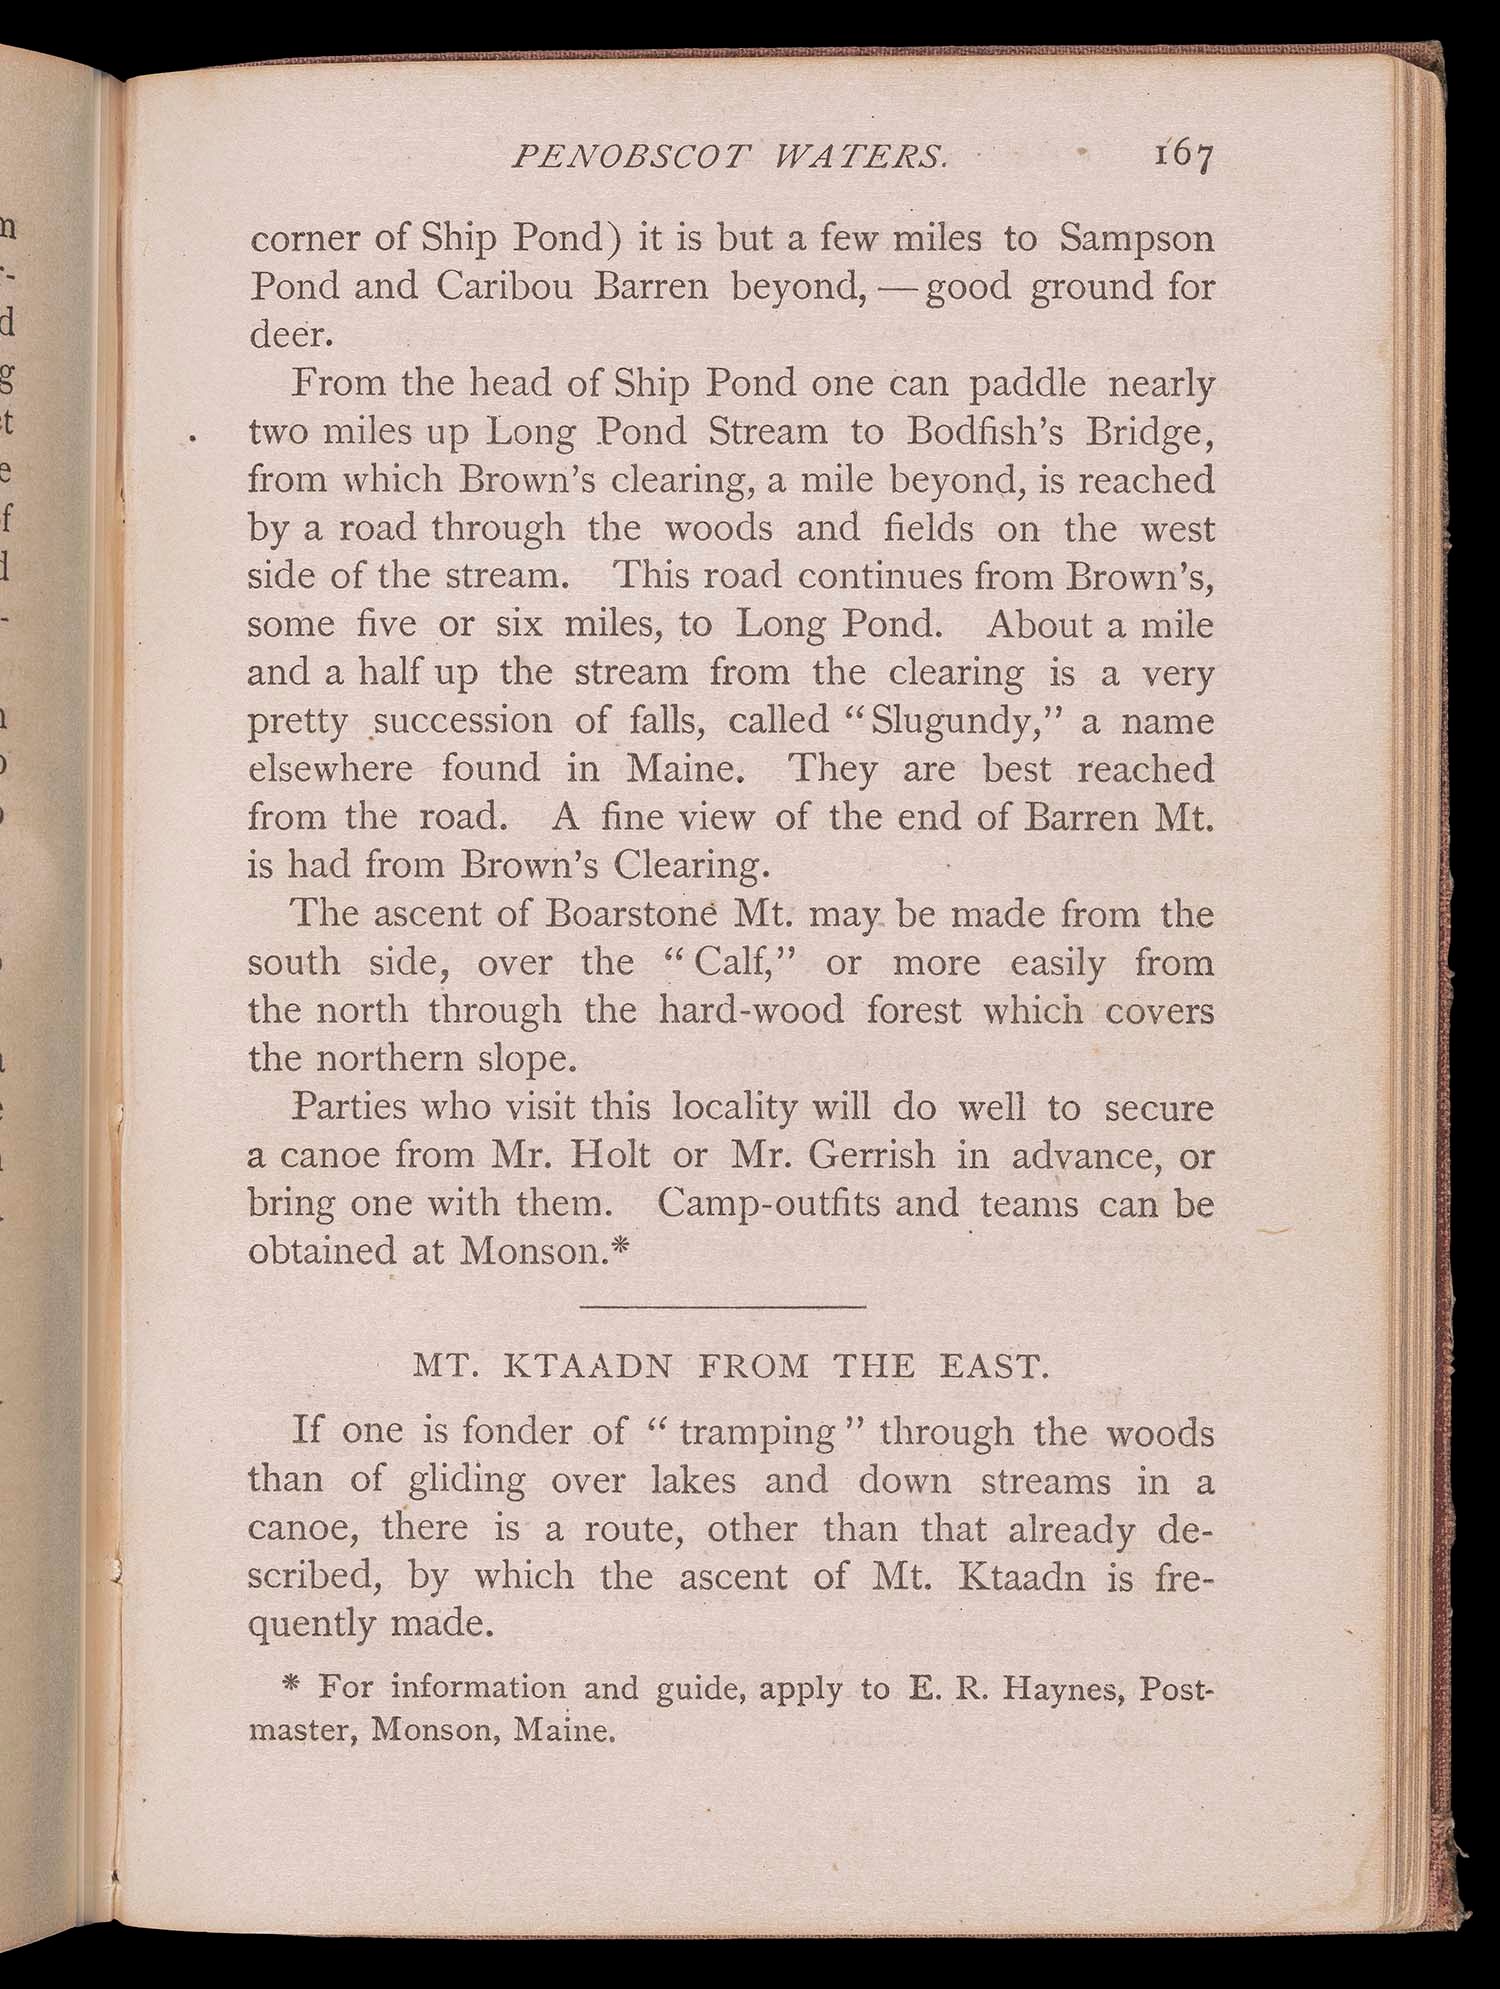 PENOBSCOT WATERS. 167
corner of Ship Pond) it is but a few miles to Sampson
Pond and Caribou Barren beyond, — good ground for
deer.
From the head of Ship Pond one can paddle nearly
two miles up Long Pond Stream to Bodfish's Bridge,
from which Brown's clearing, a mile beyond, is reached
by a road through the woods and fields on the west
side of the stream. This road continues from Brown's,
some five or six miles, to Long Pond. About a mile
and a half up the stream from the clearing is a very
pretty succession of falls, called “Slugundy,” a name
elsewhere found in Maine. They are best reached
from the road. A fine view of the end of Barren Mt.
is had from Brown's Clearing.
The ascent of Boarstone Mt. may be made from the
south side, over the “Calf,” or more easily from
the north through the hard-wood forest which covers
the northern slope.
Parties who visit this locality will do well to secure
a canoe from Mr. Holt or Mr. Gerrish in advance, or
bring one with them. Camp-outfits and teams can be
obtained at Monson.*
MT. KTAADN FROM THE EAST.
If one is fonder of “tramping” through the woods
than of gliding over lakes and down streams in a
canoe, there is a route, other than that already de-
scribed, by which the ascent of Mt. Ktaadn is fre-
quently made.
* For information and guide, apply to E. R. Haynes, Post-
master, Monson, Maine.